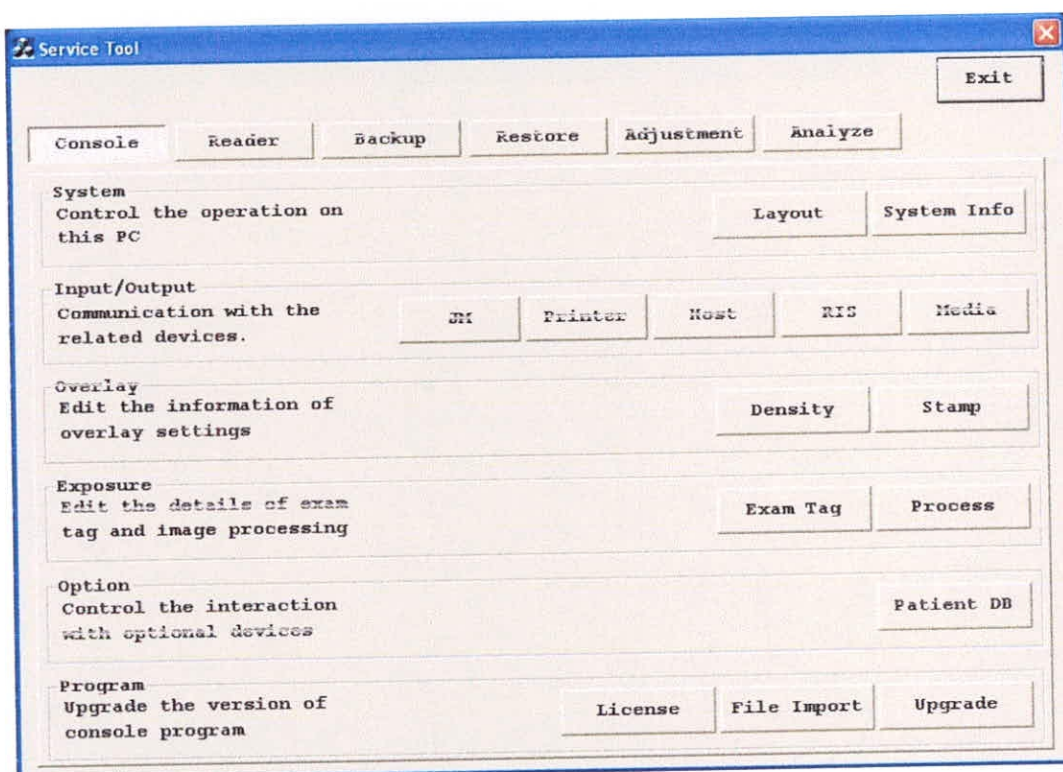 Service Tool
Exit
Console Reader Backup Restore Adjustment Analyze
System
Control the operation on
this PC
Layout System Info
Input/Output
Communication with the
related devices.
JM Printer Host RIS Media
Overlay
Edit the information of
overlay settings
Density Stamp
Exposure
Edit the details of exam
tag and image processing
Exam Tag Process
Option
Control the interaction
with optional devices
Patient DB
Program
Upgrade the version of
console program
License File Import Upgrade